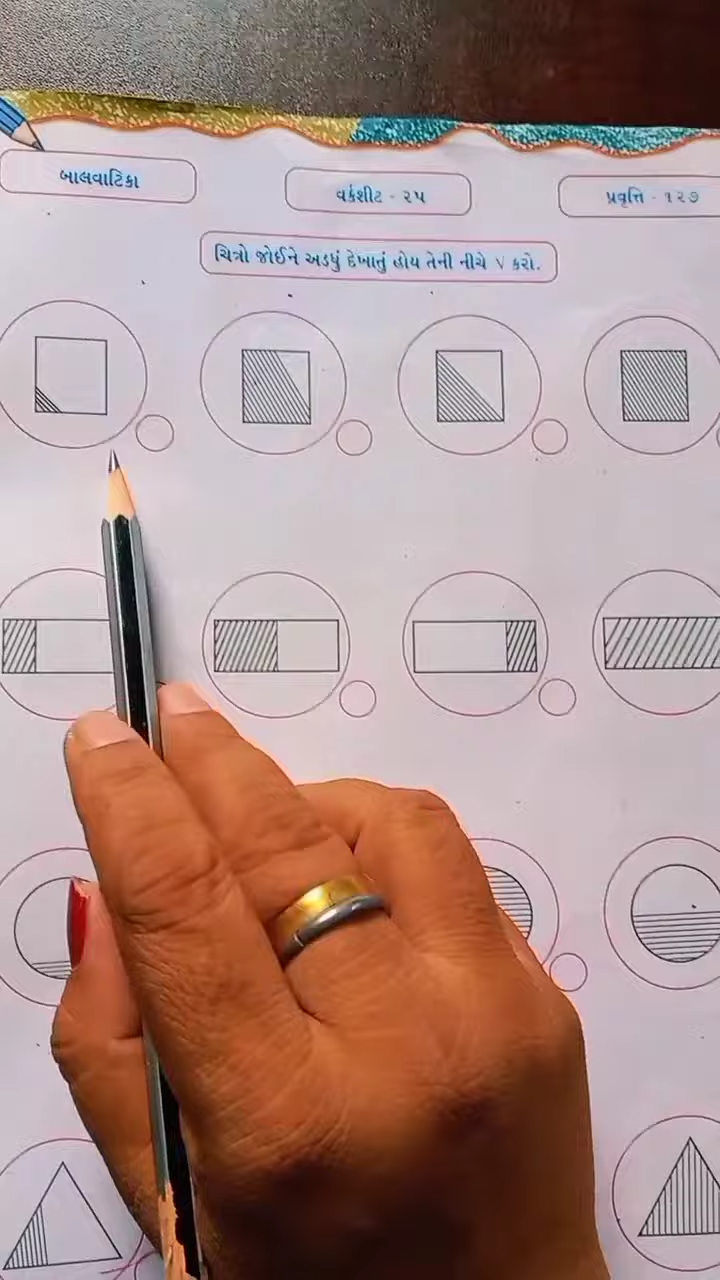 બાલવાટિકા
વર્કશીટ - ૨૫
પ્રવૃત્તિ - ૧૨૭
ચિત્રો જોઈને અડધું દેખાતું હોય તેની નીચે √ કરો.